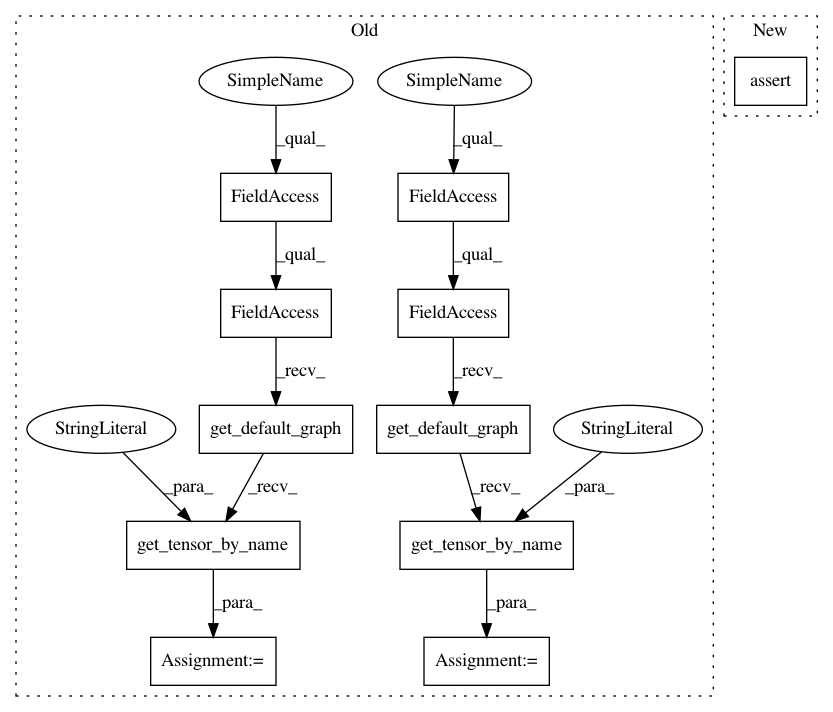 Old
New
SimpleName
SimpleName
assert
_qual_
_qual_
FieldAccess
FieldAccess
_qual_
_qual_
FieldAccess
FieldAccess
_recv_
_recv_
StringLiteral
get_default_graph
get_default_graph
StringLiteral
_para_
_recv_
_recv_
_para_
get_tensor_by_name
get_tensor_by_name
_para_
_para_
Assignment:=
Assignment:=